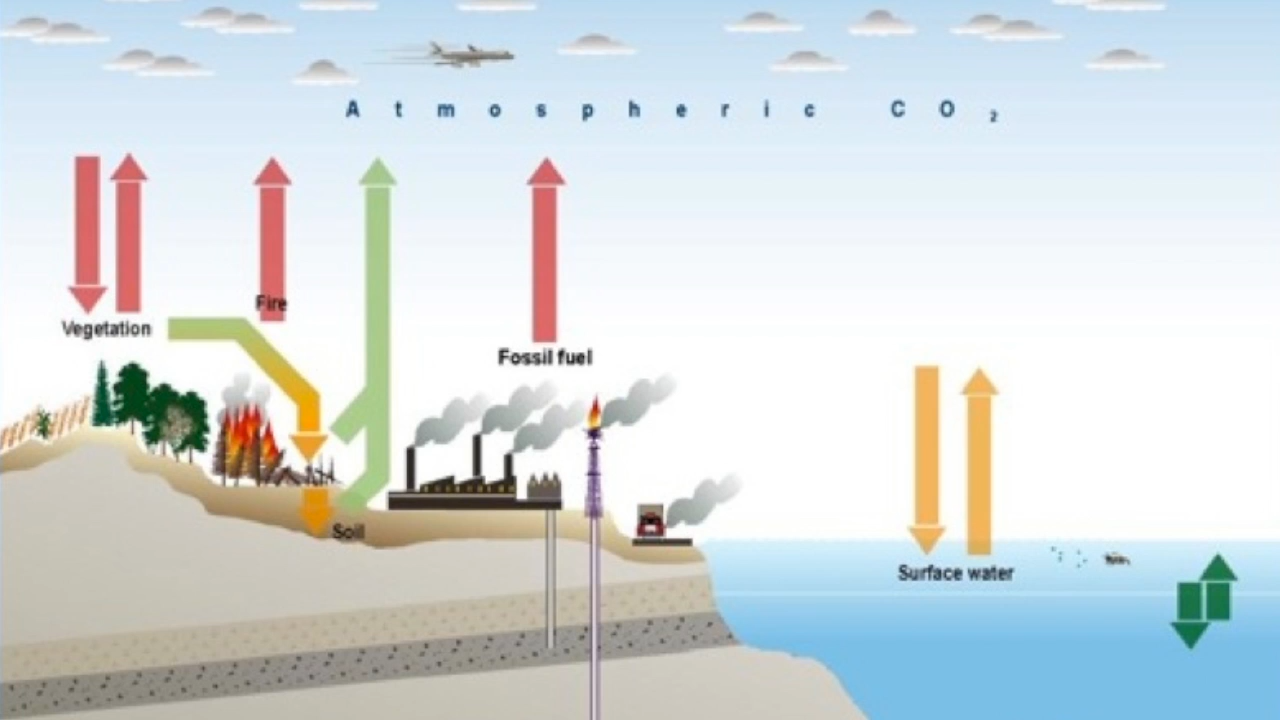 Atmospheric CO₂
Fire
Vegetation
Fossil fuel
Soil
Surface water